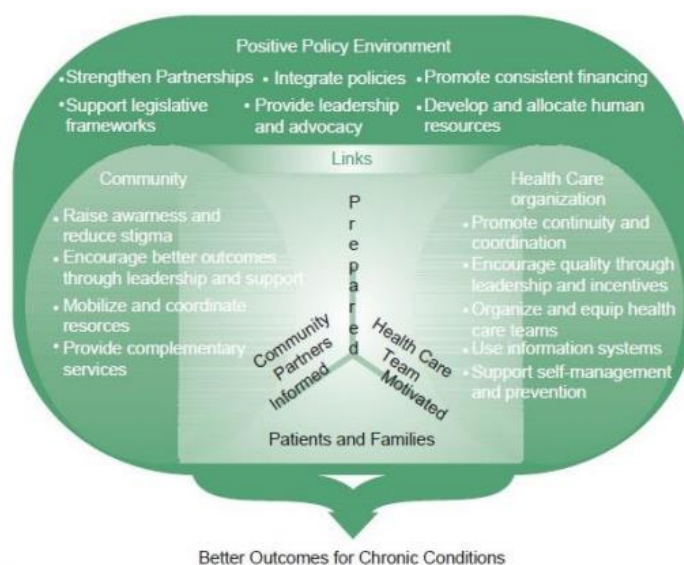 Positive Policy Environment
•Strengthen Partnerships
• Integrate policies
• Promote consistent financing
•Support legislative
frameworks
• Provide leadership
and advocacy
• Develop and allocate human
resources
Links
Community
• Raise awarness and
reduce stigma
• Encourage better outcomes
through leadership and support
• Mobilize and coordinate
resorces
• Provide complementary
services
Health Care
organization
• Promote continuity and
coordination
• Encourage quality through
leadership and incentives
• Organize and equip health
care teams
• Use information systems
• Support self-management
and prevention
Prepared
Community
Partners
Informed
Health Care
Team
Motivated
Patients and Families
Better Outcomes for Chronic Conditions